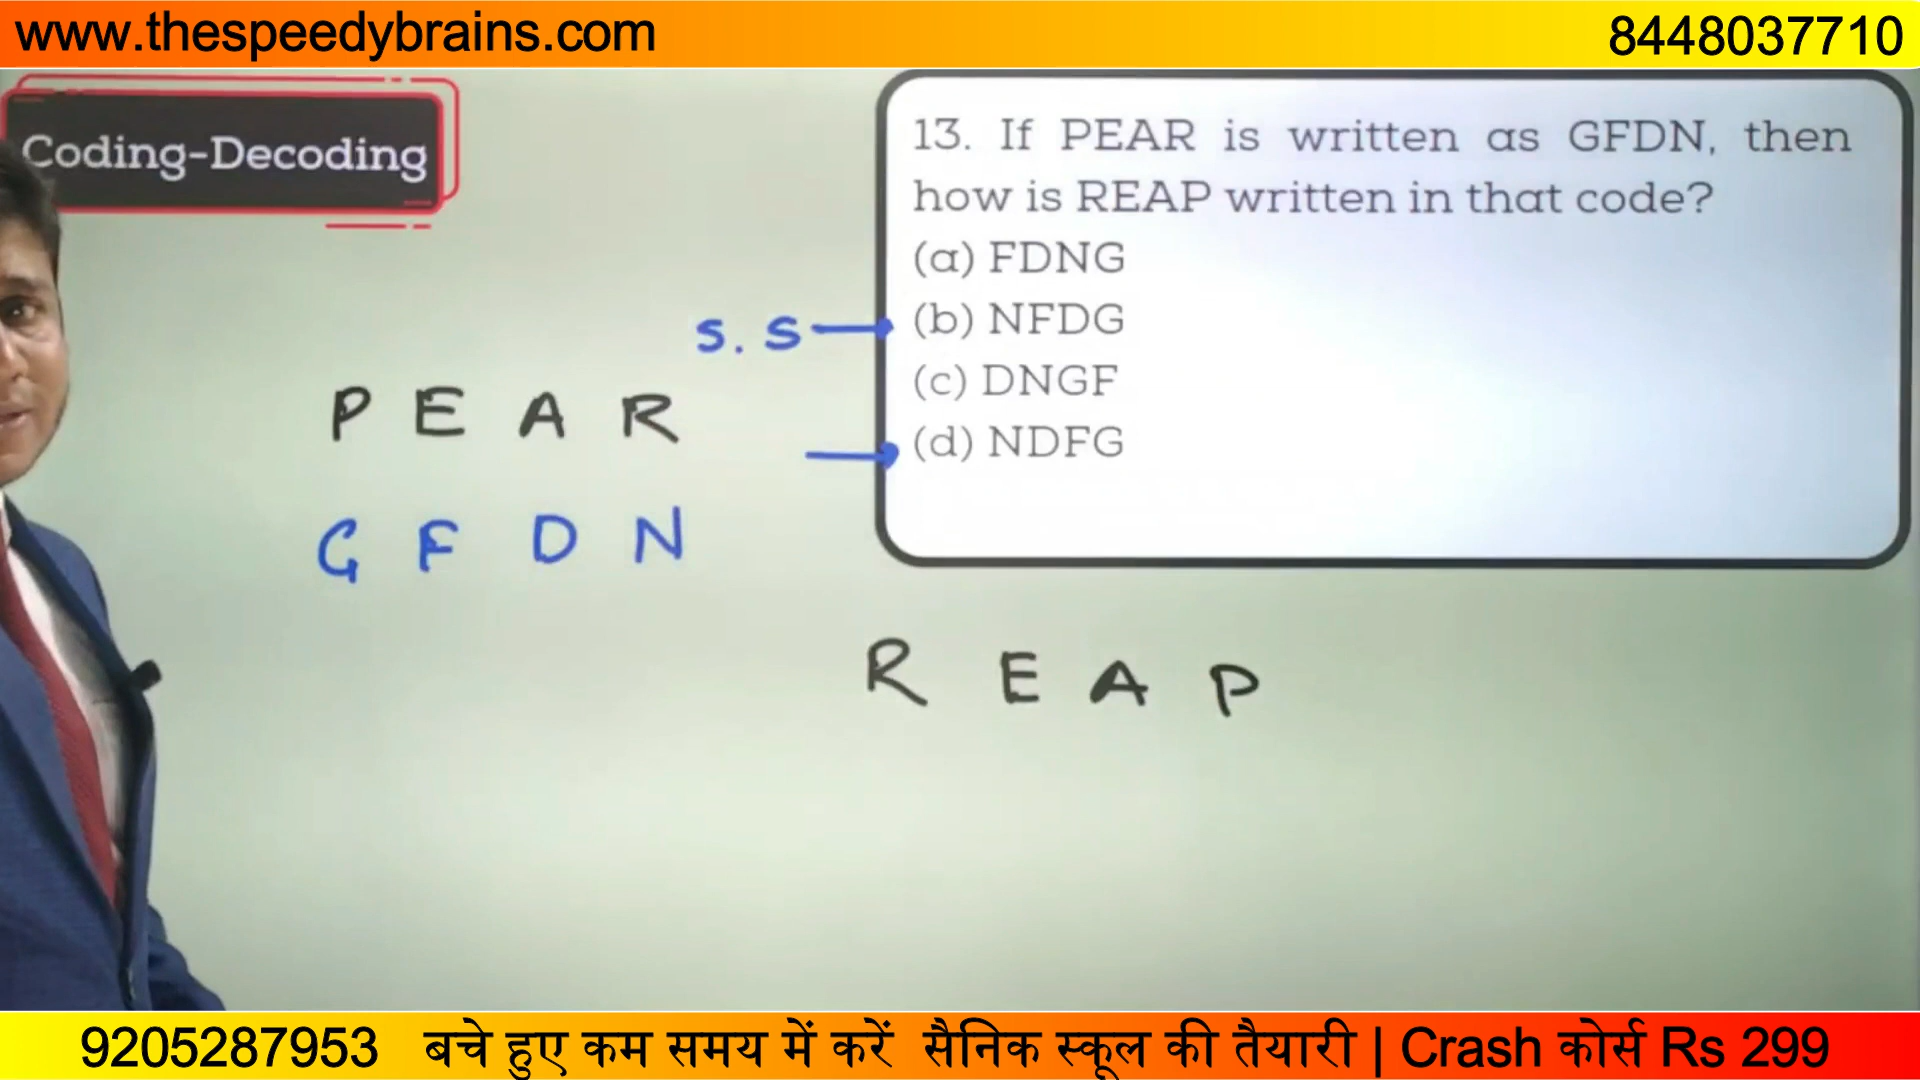 www.thespeedybrains.com
8448037710
Coding-Decoding
13. If PEAR is written as GFDN, then
how is REAP written in that code?
(a) FDNG
(b) NFDG
(c) DNGF
(d) NDFG
S.S
P E A R
G F D N
R E A P
9205287953 बचे हुए कम समय में करें सैनिक स्कूल की तैयारी | Crash कोर्स Rs 299